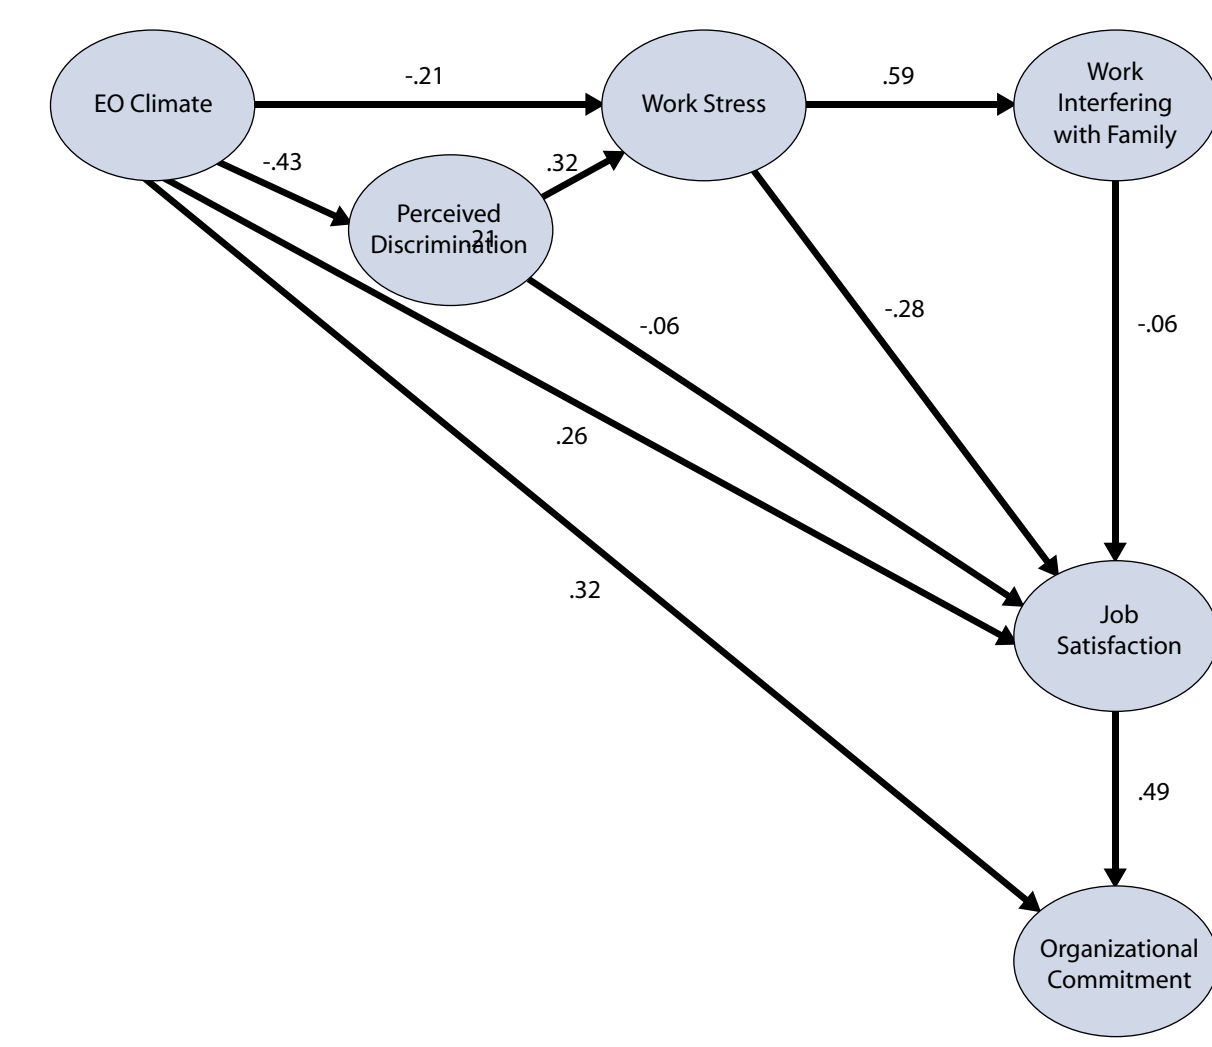 EO Climate
-.21
Work Stress
.59
Work
Interfering
with Family
-.43
.32
Perceived
Discrimination
.21
-.06
-.28
-.06
.26
.32
Job
Satisfaction
.49
Organizational
Commitment